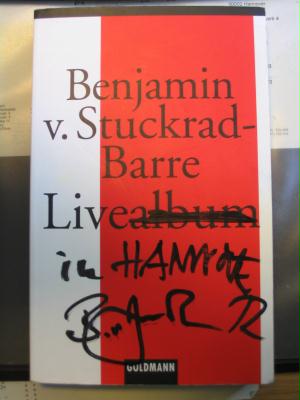 Benjamin
v. Stuckrad-
Barre
Livealbum
in HANNOVER
GOLDMANN